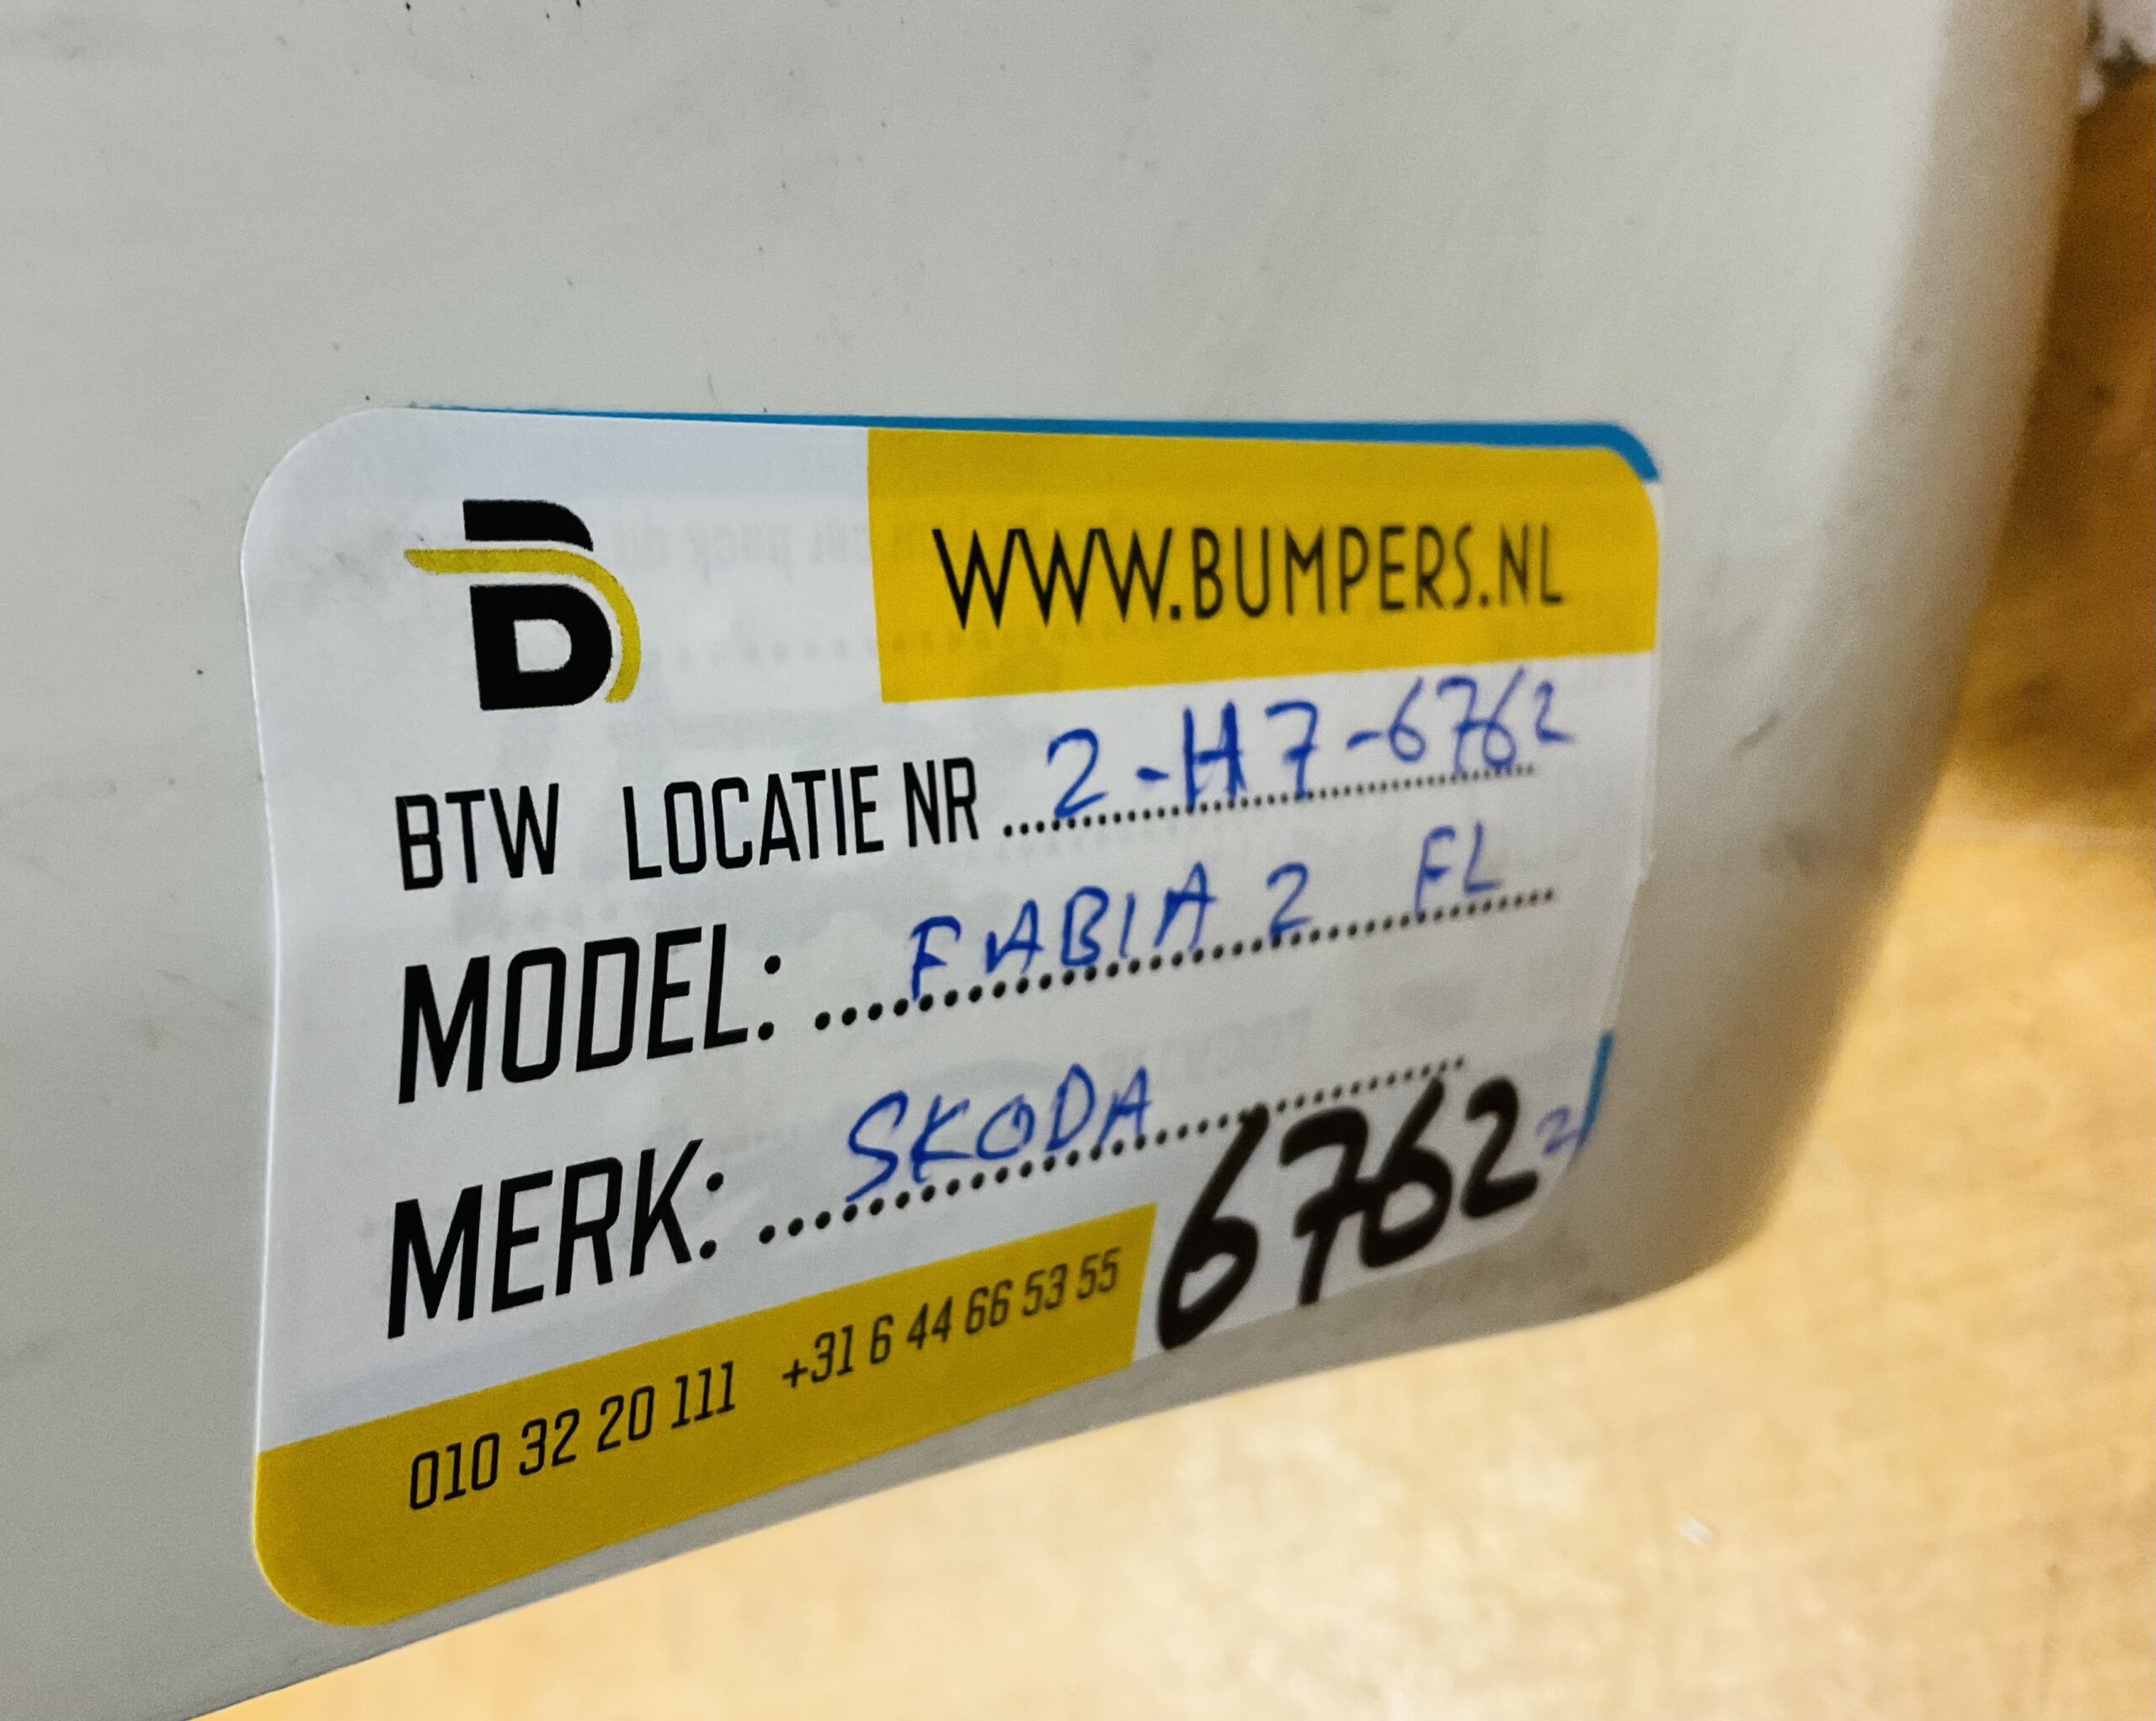 WWW.BUMPERS.NL
BTW LOCATIE NR 2-H7-6762
MODEL: FABIA 2 FL
MERK: SKODA
6762
010 32 20 111 +31 6 44 66 53 55